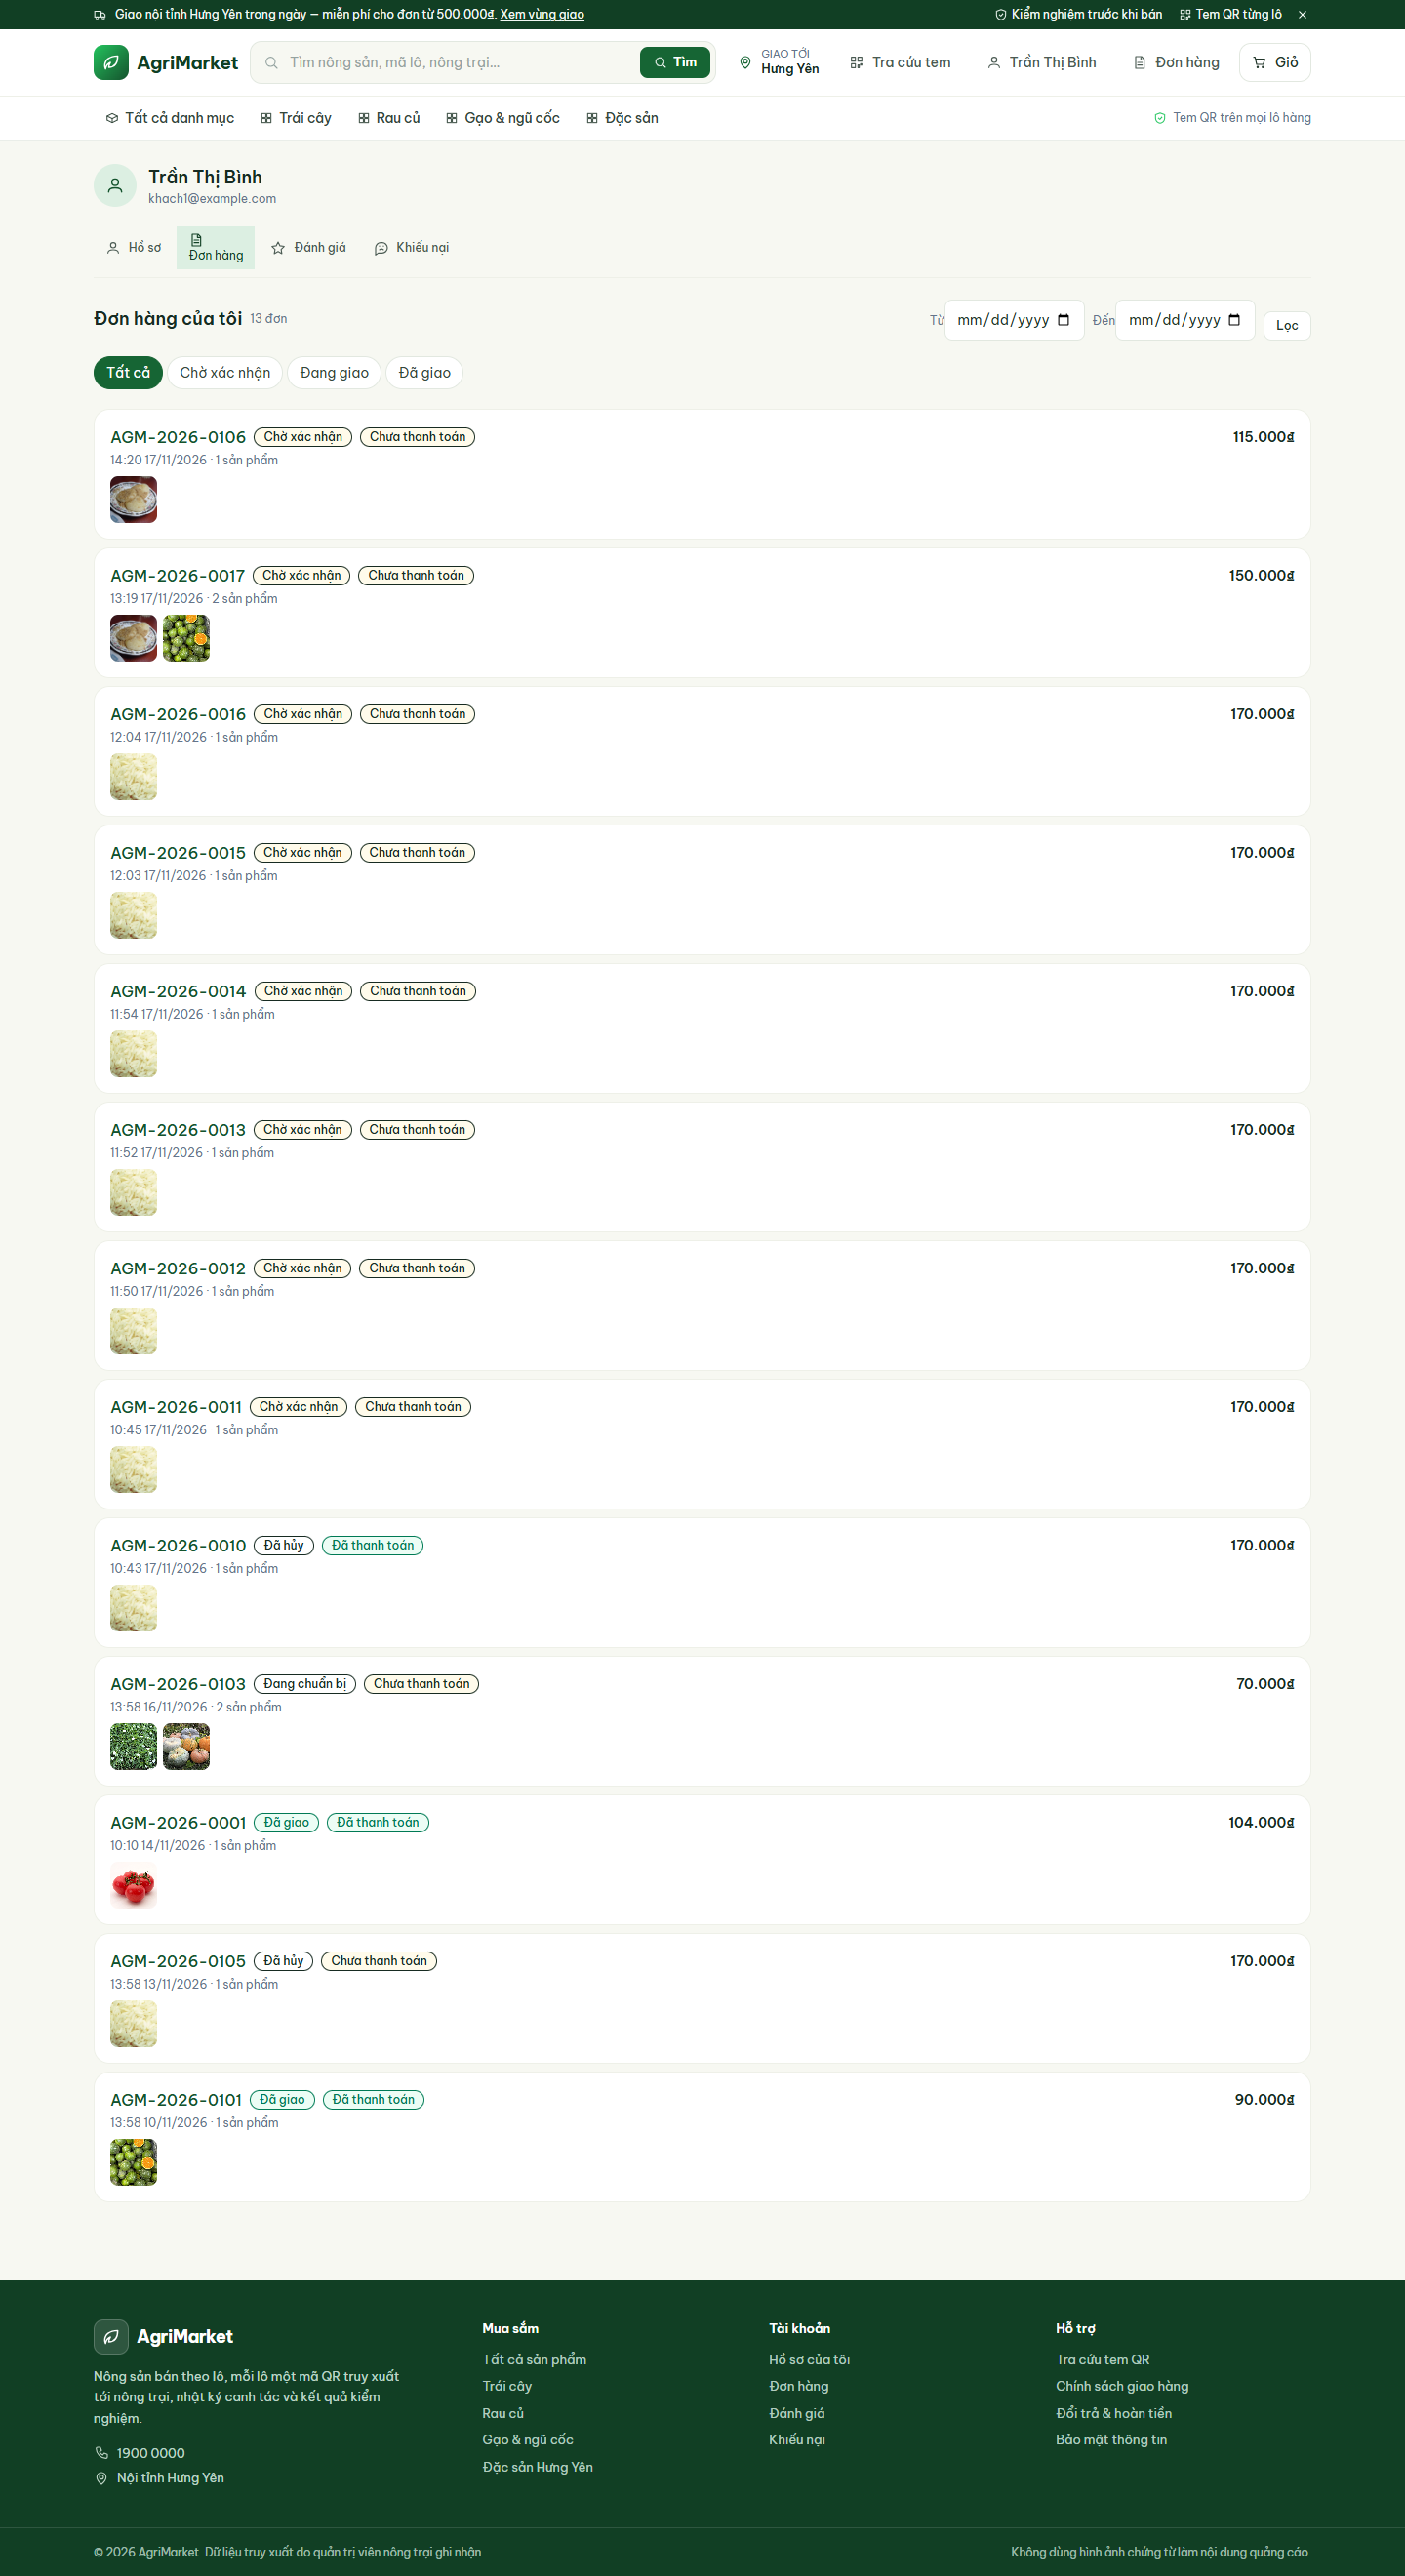 Giao nội tỉnh Hưng Yên trong ngày — miễn phí cho đơn từ 500.000₫. Xem vùng giao
Kiểm nghiệm trước khi bán Tem QR từng lô
AgriMarket
Tìm nông sản, mã lô, nông trại...
Tìm
GIAO TỚI
Hưng Yên
Tra cứu tem
Trần Thị Bình
Đơn hàng
Giỏ
Tất cả danh mục Trái cây Rau củ Gạo & ngũ cốc Đặc sản
Tem QR trên mọi lô hàng
Trần Thị Bình
khach1@example.com
Hồ sơ Đơn hàng Đánh giá Khiếu nại
Đơn hàng của tôi 13 đơn
Từ mm/dd/yyyy Đến mm/dd/yyyy Lọc
Tất cả Chờ xác nhận Đang giao Đã giao
AGM-2026-0106 Chờ xác nhận Chưa thanh toán 115.000₫
14:20 17/11/2026 · 1 sản phẩm
AGM-2026-0017 Chờ xác nhận Chưa thanh toán 150.000₫
13:19 17/11/2026 · 2 sản phẩm
AGM-2026-0016 Chờ xác nhận Chưa thanh toán 170.000₫
12:04 17/11/2026 · 1 sản phẩm
AGM-2026-0015 Chờ xác nhận Chưa thanh toán 170.000₫
12:03 17/11/2026 · 1 sản phẩm
AGM-2026-0014 Chờ xác nhận Chưa thanh toán 170.000₫
11:54 17/11/2026 · 1 sản phẩm
AGM-2026-0013 Chờ xác nhận Chưa thanh toán 170.000₫
11:52 17/11/2026 · 1 sản phẩm
AGM-2026-0012 Chờ xác nhận Chưa thanh toán 170.000₫
11:50 17/11/2026 · 1 sản phẩm
AGM-2026-0011 Chờ xác nhận Chưa thanh toán 170.000₫
10:45 17/11/2026 · 1 sản phẩm
AGM-2026-0010 Đã hủy Đã thanh toán 170.000₫
10:43 17/11/2026 · 1 sản phẩm
AGM-2026-0103 Đang chuẩn bị Chưa thanh toán 70.000₫
13:58 16/11/2026 · 2 sản phẩm
AGM-2026-0001 Đã giao Đã thanh toán 104.000₫
10:10 14/11/2026 · 1 sản phẩm
AGM-2026-0105 Đã hủy Chưa thanh toán 170.000₫
13:58 13/11/2026 · 1 sản phẩm
AGM-2026-0101 Đã giao Đã thanh toán 90.000₫
13:58 10/11/2026 · 1 sản phẩm
AgriMarket
Nông sản bán theo lô, mỗi lô một mã QR truy xuất
tới nông trại, nhật ký canh tác và kết quả kiểm
nghiệm.
1900 0000
Nội tỉnh Hưng Yên
Mua sắm
Tất cả sản phẩm
Trái cây
Rau củ
Gạo & ngũ cốc
Đặc sản Hưng Yên
Tài khoản
Hồ sơ của tôi
Đơn hàng
Đánh giá
Khiếu nại
Hỗ trợ
Tra cứu tem QR
Chính sách giao hàng
Đổi trả & hoàn tiền
Bảo mật thông tin
© 2026 AgriMarket. Dữ liệu truy xuất do quản trị viên nông trại ghi nhận.
Không dùng hình ảnh chứng từ làm nội dung quảng cáo.